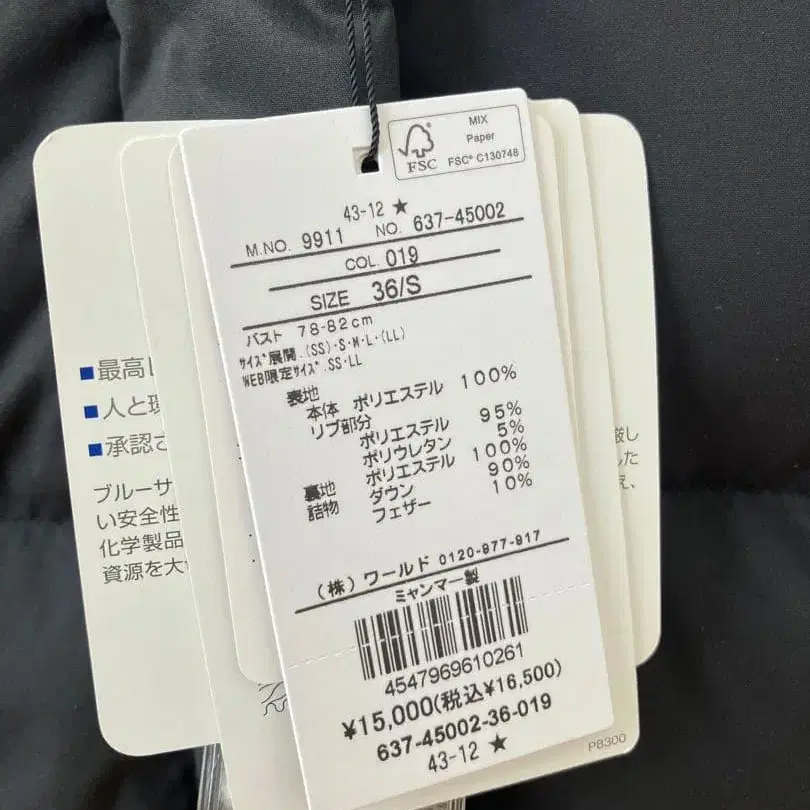 MIX
Paper
FSC
FSC® C130748
43-12 ★
M.NO. 9911 NO. 637-45002
COL. 019
SIZE 36/S
バスト 78-82cm
サイズ展開.(SS)・S・M・L・(LL)
WEB限定サイズ.SS・LL
表地
本体 ポリエステル 100%
リブ部分
ポリエステル 95%
ポリウレタン 5%
裏地 ポリエステル 100%
詰物 ダウン 90%
フェザー 10%
(株)ワールド 0120-977-917
ミャンマー製
4547969610261
¥15,000(税込¥16,500)
637-45002-36-019
43-12 ★
■最高
■人と環
■承認さ
ブルーサ
い安全性
化学製品
資源を大
し
した
え、
P8300